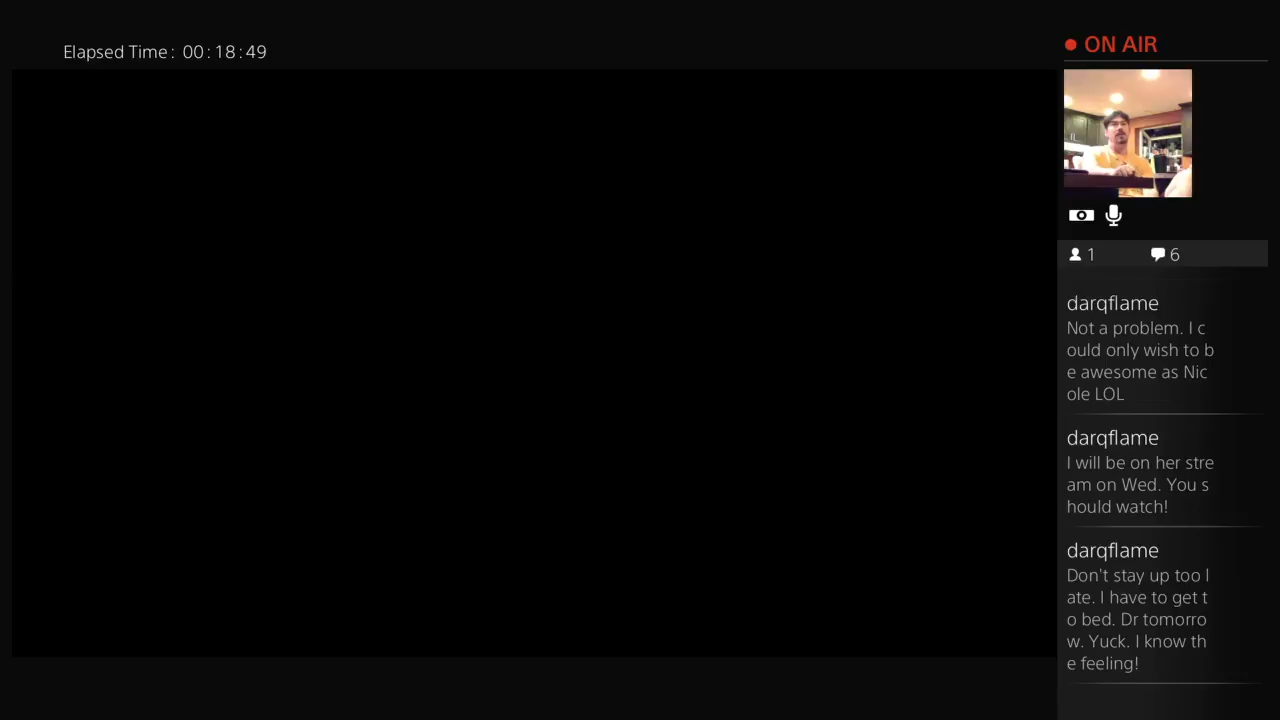 Elapsed Time: 00:18:49
ON AIR
1 6
darqflame
Not a problem. I c
ould only wish to b
e awesome as Nic
ole LOL
darqflame
I will be on her stre
am on Wed. You s
hould watch!
darqflame
Don't stay up too l
ate. I have to get t
o bed. Dr tomorro
w. Yuck. I know th
e feeling!